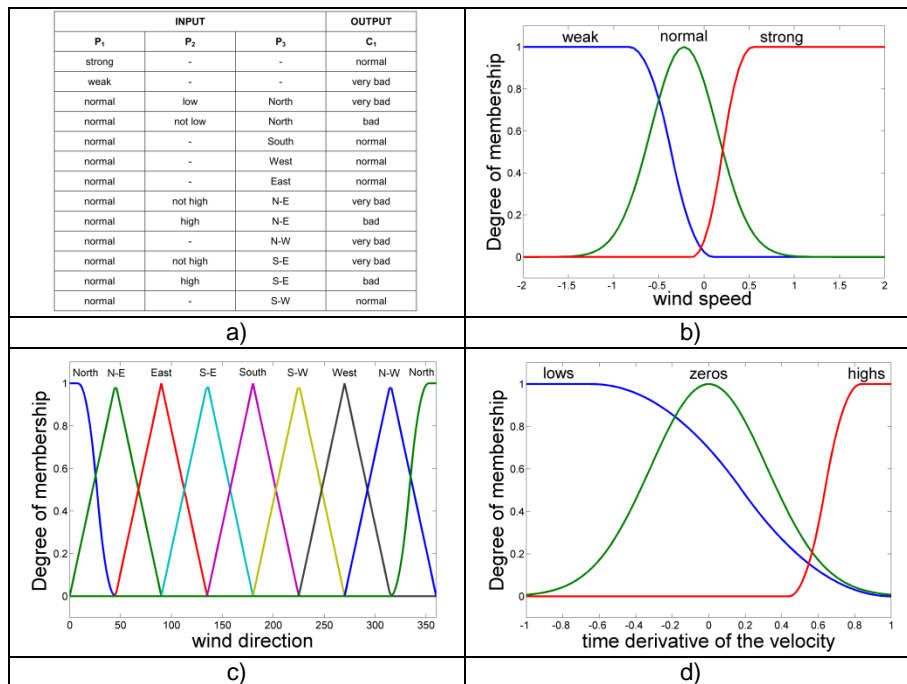 INPUT OUTPUT
P1 P2 P3 C1
strong - - normal
weak - - very bad
normal low North very bad
normal not low North bad
normal - South normal
normal - West normal
normal - East normal
normal not high N-E very bad
normal high N-E bad
normal - N-W very bad
normal not high S-E very bad
normal high S-E bad
normal - S-W normal
a)
weak normal strong
Degree of membership
1
0.8
0.6
0.4
0.2
0
-2 -1.5 -1 -0.5 0 0.5 1 1.5 2
wind speed
b)
North N-E East S-E South S-W West N-W North
Degree of membership
1
0.8
0.6
0.4
0.2
0
0 50 100 150 200 250 300 350
wind direction
c)
lows zeros highs
Degree of membership
1
0.8
0.6
0.4
0.2
0
-1 -0.8 -0.6 -0.4 -0.2 0 0.2 0.4 0.6 0.8 1
time derivative of the velocity
d)